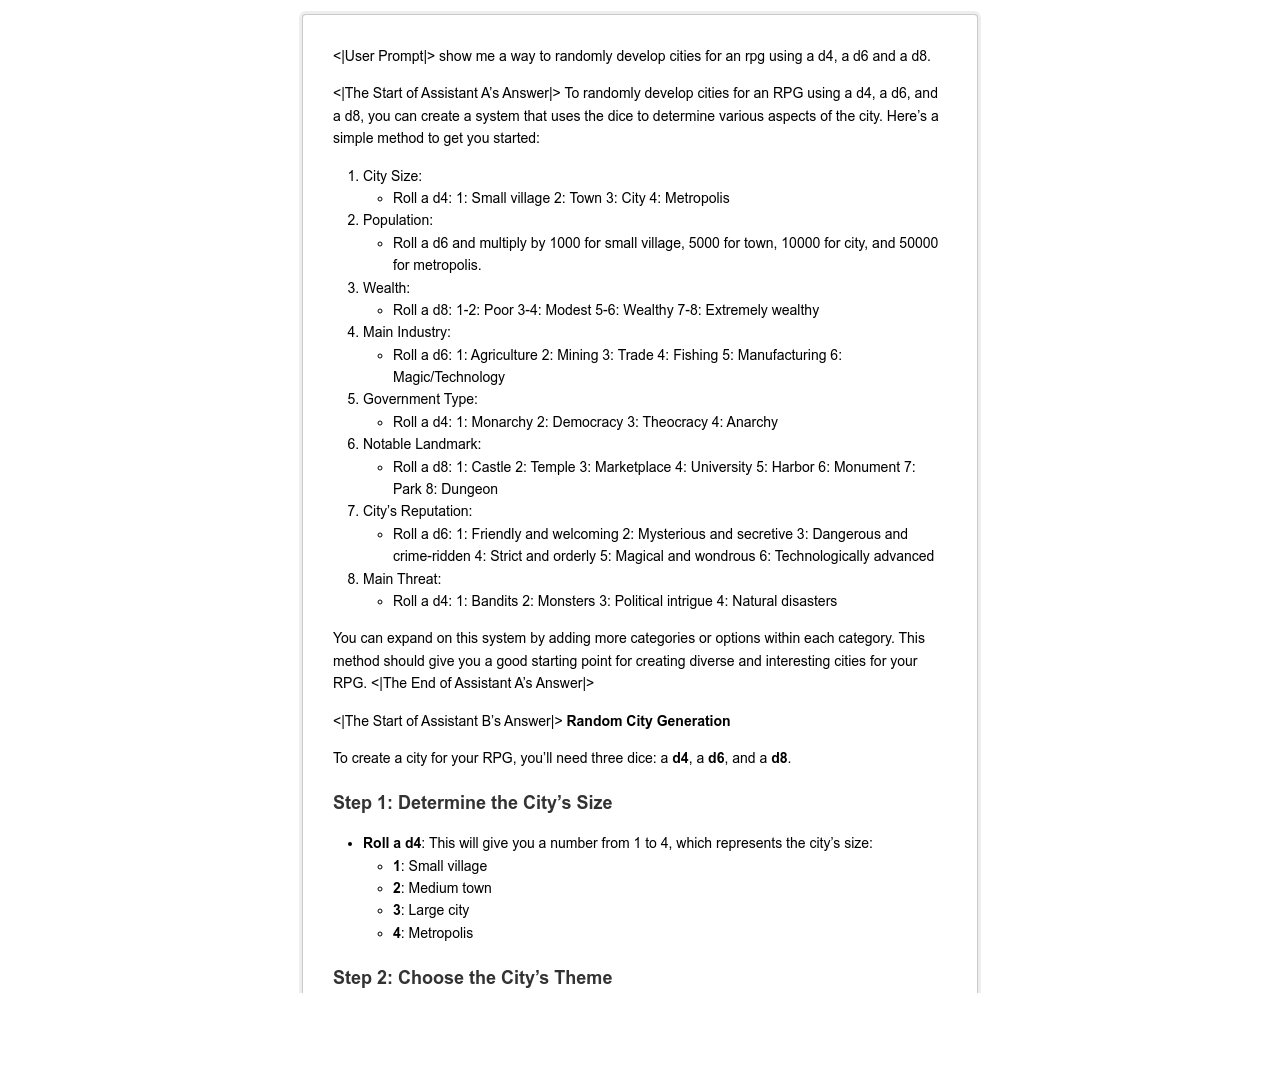 <|User Prompt|> show me a way to randomly develop cities for an rpg using a d4, a d6 and a d8.
<|The Start of Assistant A’s Answer|> To randomly develop cities for an RPG using a d4, a d6, and
a d8, you can create a system that uses the dice to determine various aspects of the city. Here’s a
simple method to get you started:
1. City Size:
◦ Roll a d4: 1: Small village 2: Town 3: City 4: Metropolis
2. Population:
◦ Roll a d6 and multiply by 1000 for small village, 5000 for town, 10000 for city, and 50000
for metropolis.
3. Wealth:
◦ Roll a d8: 1-2: Poor 3-4: Modest 5-6: Wealthy 7-8: Extremely wealthy
4. Main Industry:
◦ Roll a d6: 1: Agriculture 2: Mining 3: Trade 4: Fishing 5: Manufacturing 6:
Magic/Technology
5. Government Type:
◦ Roll a d4: 1: Monarchy 2: Democracy 3: Theocracy 4: Anarchy
6. Notable Landmark:
◦ Roll a d8: 1: Castle 2: Temple 3: Marketplace 4: University 5: Harbor 6: Monument 7:
Park 8: Dungeon
7. City’s Reputation:
◦ Roll a d6: 1: Friendly and welcoming 2: Mysterious and secretive 3: Dangerous and
crime-ridden 4: Strict and orderly 5: Magical and wondrous 6: Technologically advanced
8. Main Threat:
◦ Roll a d4: 1: Bandits 2: Monsters 3: Political intrigue 4: Natural disasters
You can expand on this system by adding more categories or options within each category. This
method should give you a good starting point for creating diverse and interesting cities for your
RPG. <|The End of Assistant A’s Answer|>
<|The Start of Assistant B’s Answer|> Random City Generation
To create a city for your RPG, you’ll need three dice: a d4, a d6, and a d8.
Step 1: Determine the City’s Size
• Roll a d4: This will give you a number from 1 to 4, which represents the city’s size:
◦ 1: Small village
◦ 2: Medium town
◦ 3: Large city
◦ 4: Metropolis
Step 2: Choose the City’s Theme